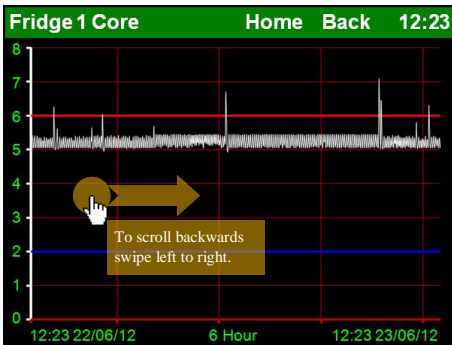 Fridge 1 Core Home Back 12:23
8
7
6
5
4
3
To scroll backwards
swipe left to right.
2
1
0
12:23 22/06/12 6 Hour 12:23 23/06/12